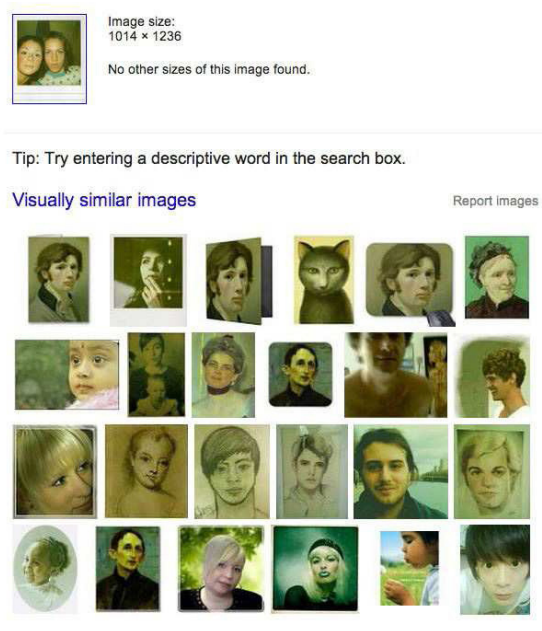 Image size:
1014 × 1236
No other sizes of this image found.
Tip: Try entering a descriptive word in the search box.
Visually similar images
Report images